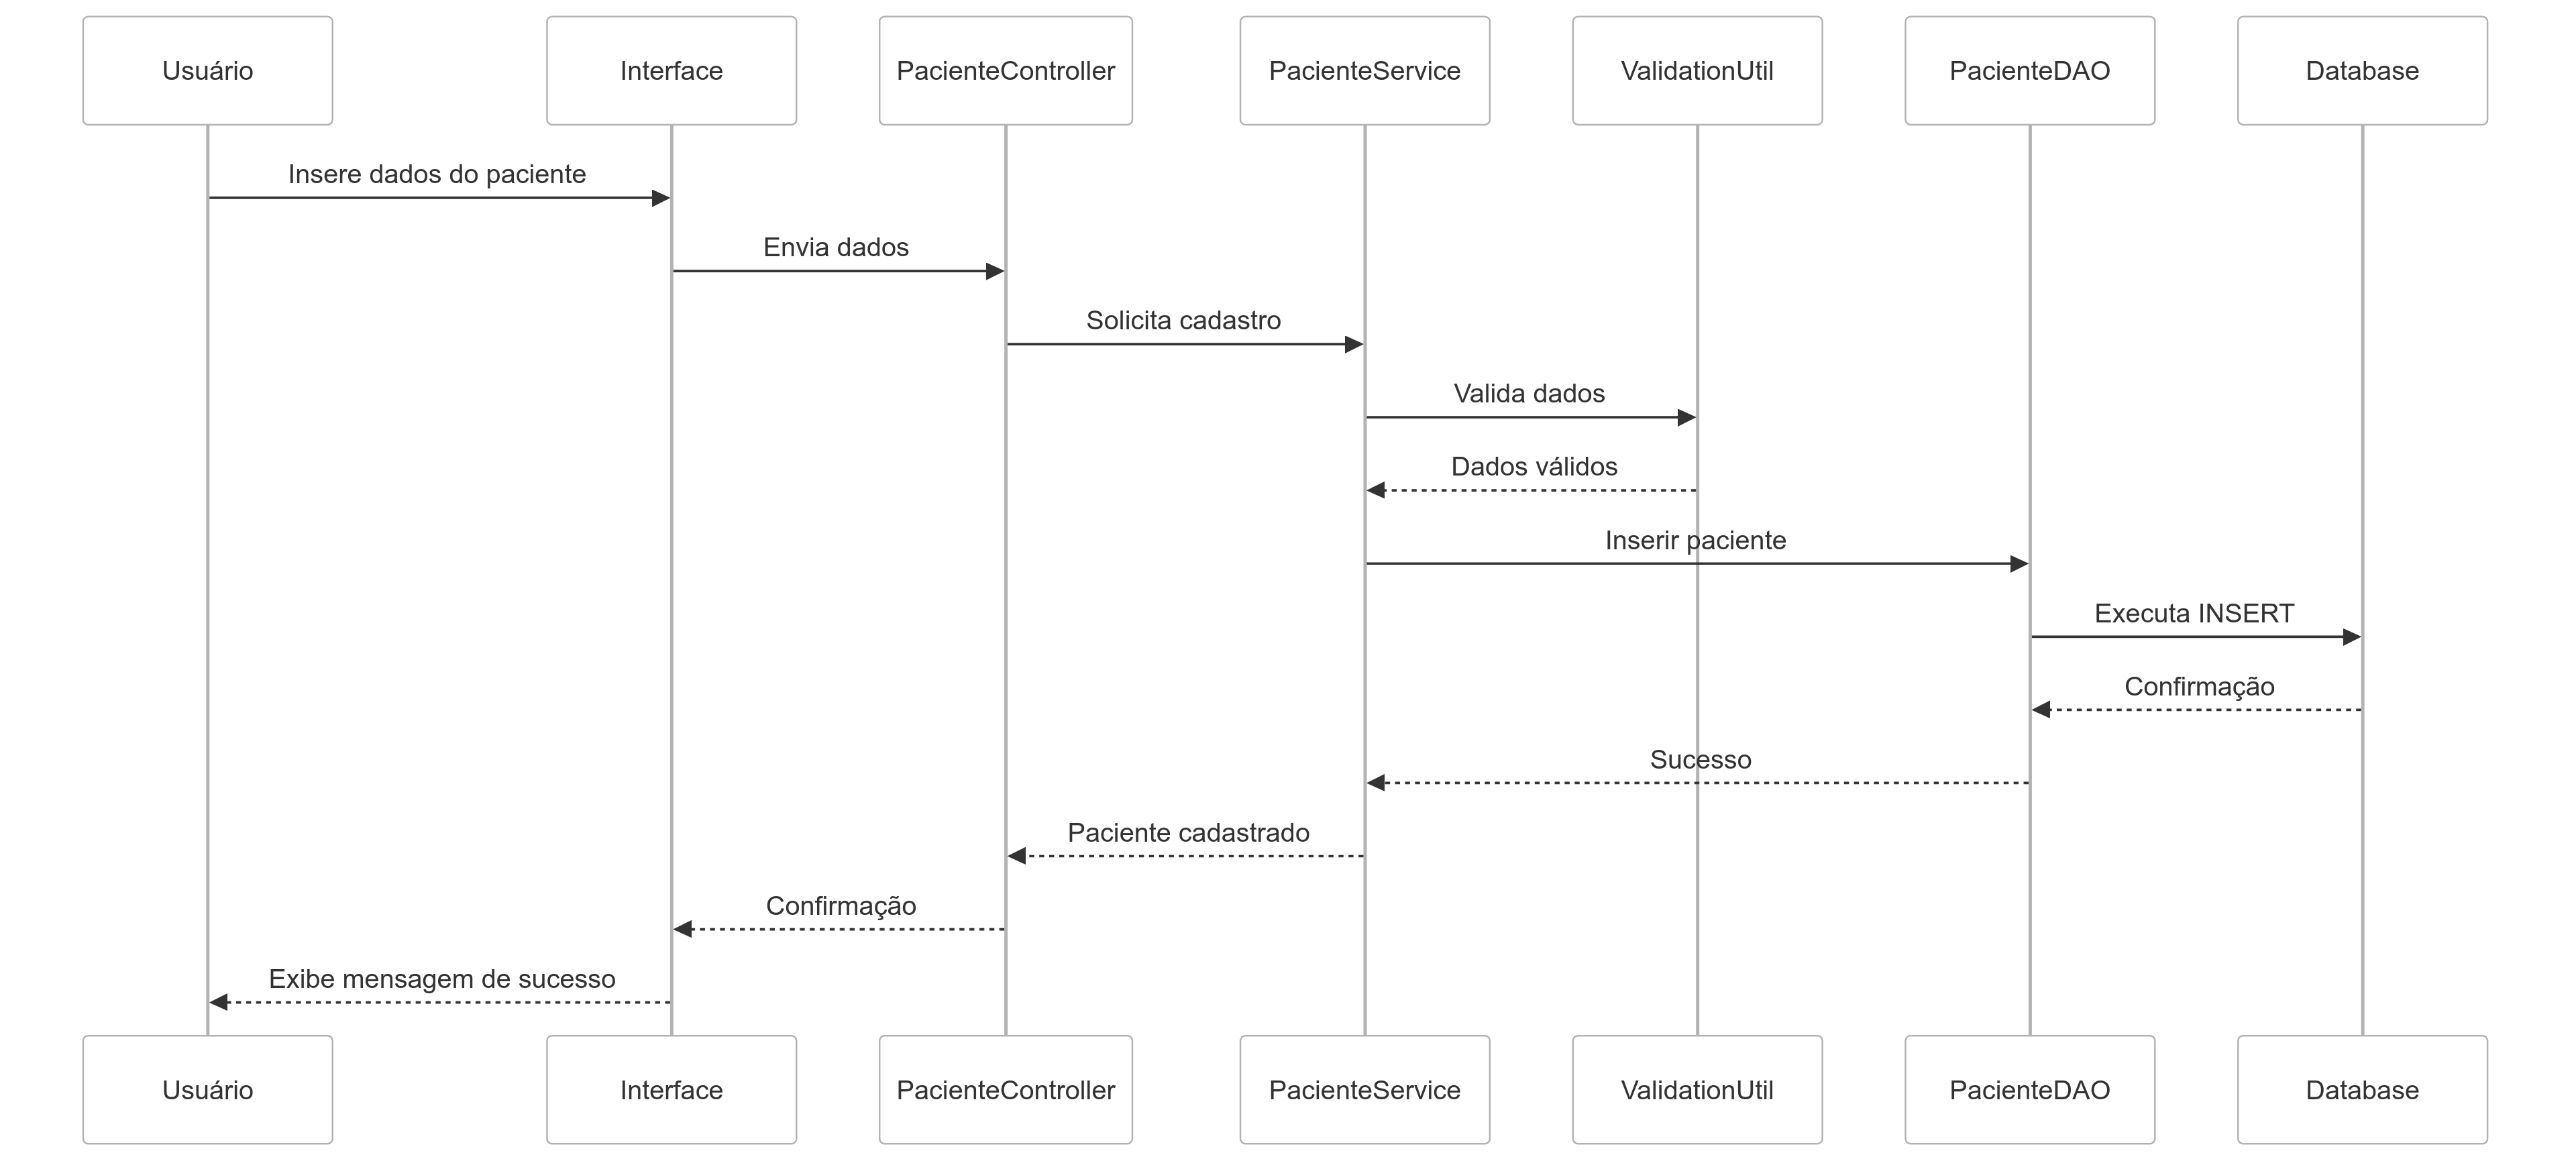 Usuário
Interface
PacienteController
PacienteService
ValidationUtil
PacienteDAO
Database
Insere dados do paciente
Envia dados
Solicita cadastro
Valida dados
Dados válidos
Inserir paciente
Executa INSERT
Confirmação
Sucesso
Paciente cadastrado
Confirmação
Exibe mensagem de sucesso
Usuário
Interface
PacienteController
PacienteService
ValidationUtil
PacienteDAO
Database